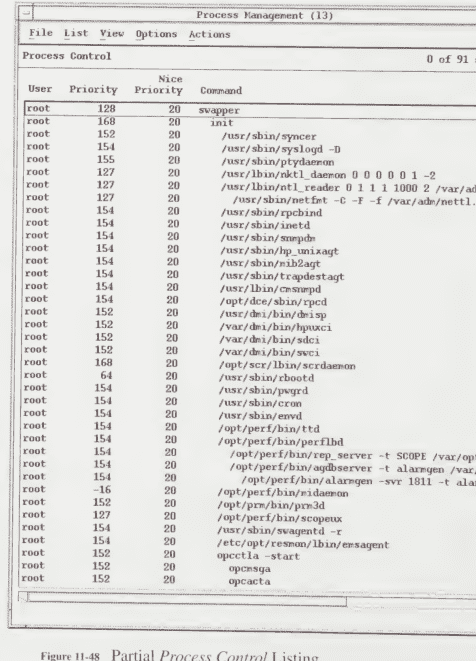 Process Management (13)
File List View Options Actions
Process Control 0 of 91
Nice
User Priority Priority Command
root 128 20 swapper
root 168 20 init
root 152 20 /usr/sbin/syncer
root 154 20 /usr/sbin/syslogd -D
root 155 20 /usr/sbin/ptydaemon
root 127 20 /usr/lbin/nktl_daemon 0 0 0 0 0 1 -2
root 127 20 /usr/lbin/ntl_reader 0 1 1 1 1000 2 /var/ad
root 127 20 /usr/sbin/netfmt -C -F -f /var/adm/nettl.
root 154 20 /usr/sbin/rpcbind
root 154 20 /usr/sbin/inetd
root 154 20 /usr/sbin/snmpdm
root 154 20 /usr/sbin/hp_unixagt
root 154 20 /usr/sbin/mib2agt
root 154 20 /usr/sbin/trapdestagt
root 154 20 /usr/lbin/cmsnmpd
root 154 20 /opt/dce/sbin/rpcd
root 152 20 /usr/dmi/bin/dmisp
root 152 20 /var/dmi/bin/hpuxci
root 152 20 /var/dmi/bin/sdci
root 152 20 /var/dmi/bin/swci
root 168 20 /opt/scr/lbin/scrdaemon
root 64 20 /usr/sbin/rbootd
root 154 20 /usr/sbin/pwgrd
root 154 20 /usr/sbin/cron
root 154 20 /usr/sbin/envd
root 154 20 /opt/perf/bin/ttd
root 154 20 /opt/perf/bin/perflbd
root 154 20 /opt/perf/bin/rep_server -t SCOPE /var/opt
root 154 20 /opt/perf/bin/agdbserver -t alarmgen /var/
root 154 20 /opt/perf/bin/alarmgen -svr 1811 -t alar
root -16 20 /opt/perf/bin/midaemon
root 152 20 /opt/prm/bin/prm3d
root 127 20 /opt/perf/bin/scopeux
root 154 20 /usr/sbin/swagentd -r
root 154 20 /etc/opt/resmon/lbin/emsagent
root 152 20 opcctla -start
root 152 20 opcmsga
root 152 20 opcacta
Figure 11-48 Partial Process Control Listing